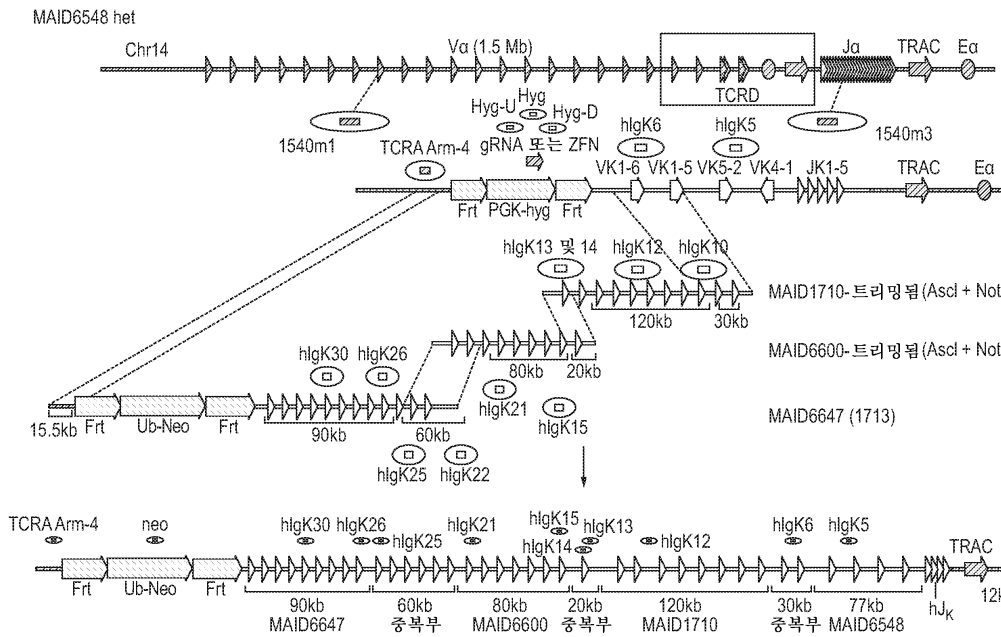 MAID6548 het
Chr14 Vα (1.5 Mb) Jα TRAC Eα
TCRD
1540m1 1540m3
Hyg-U Hyg Hyg-D
gRNA 또는 ZFN
TCRA Arm-4 hIgK6 hIgK5
VK1-6 VK1-5 VK5-2 VK4-1 JK1-5 TRAC Eα
Frt PGK-hyg Frt
hIgK13 및 14 hIgK12 hIgK10
MAID1710-트리밍됨(AscI + Not
120kb 30kb
MAID6600-트리밍됨(AscI + Not
80kb 20kb
hIgK30 hIgK26
hIgK21 hIgK15
MAID6647 (1713)
15.5kb Frt Ub-Neo Frt
90kb 60kb
hIgK25 hIgK22
TCRA Arm-4 neo hIgK30 hIgK26 hIgK25 hIgK21 hIgK15 hIgK14 hIgK13 hIgK12 hIgK6 hIgK5 TRAC
Frt Ub-Neo Frt
hJK 12k
90kb 60kb 80kb 20kb 120kb 30kb 77kb
MAID6647 중복부 MAID6600 중복부 MAID1710 중복부 MAID6548